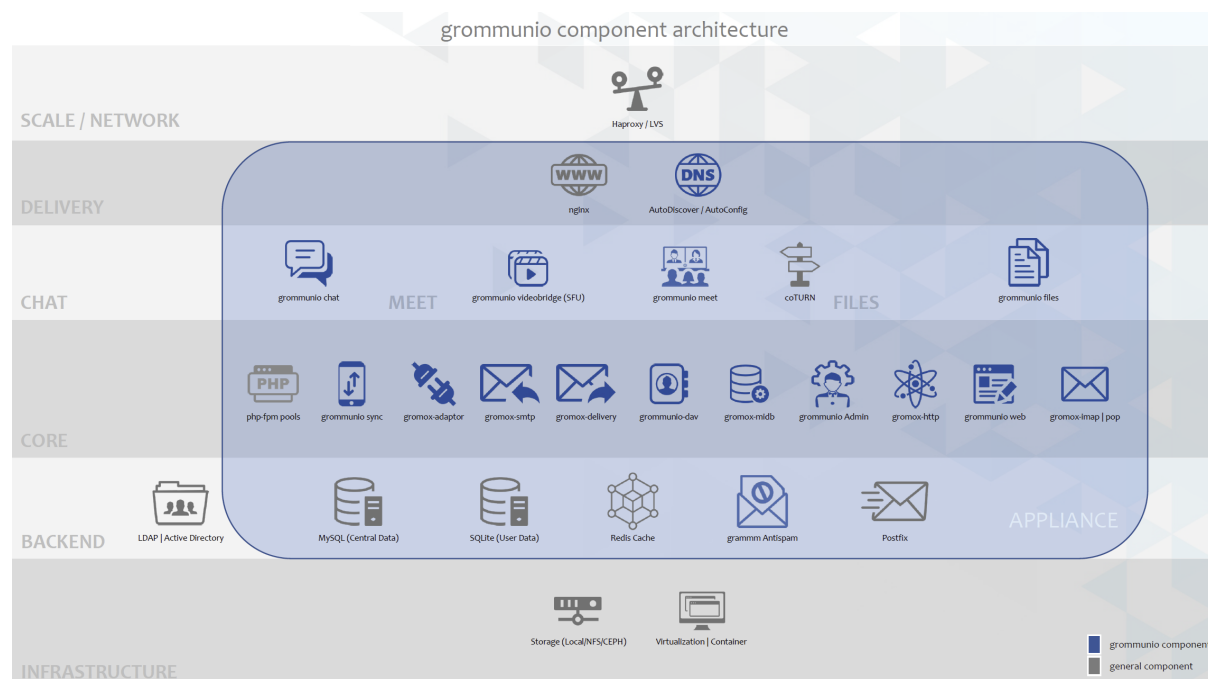 grommunio component architecture
Haproxy / LVS
SCALE / NETWORK
WWW
DNS
DELIVERY
nginx
AutoDiscover / AutoConfig
grommunio chat
grommunio videobridge (SFU)
grommunio meet
coTURN
grommunio files
CHAT
MEET
FILES
PHP
php-fpm pools
grommunio sync
gromox-adaptor
gromox-smtp
gromox-delivery
grommunio-dav
gromox-midb
grommunio Admin
gromox-http
grommunio web
gromox-imap | pop
CORE
APPLIANCE
BACKEND
LDAP | Active Directory
MySQL (Central Data)
SQLite (User Data)
Redis Cache
grammm Antispam
Postfix
Storage (Local/NFS/CEPH)
Virtualization | Container
grommunio component
general component
INFRASTRUCTURE